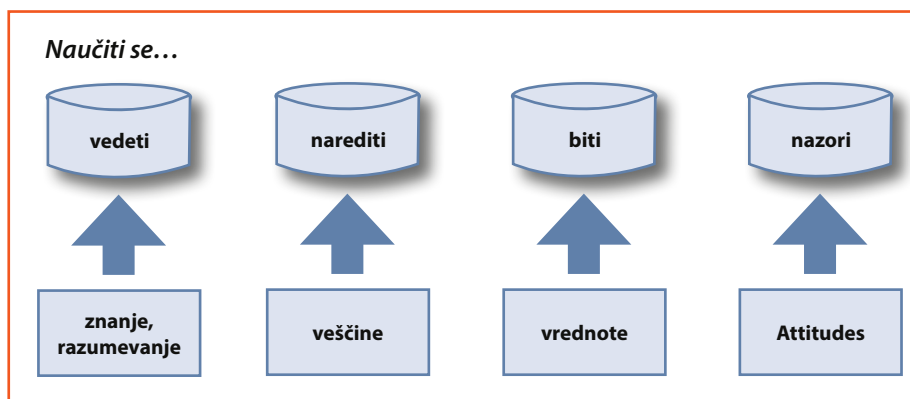 Naučiti se…
vedeti
narediti
biti
nazori
znanje,
razumevanje
veščine
vrednote
Attitudes